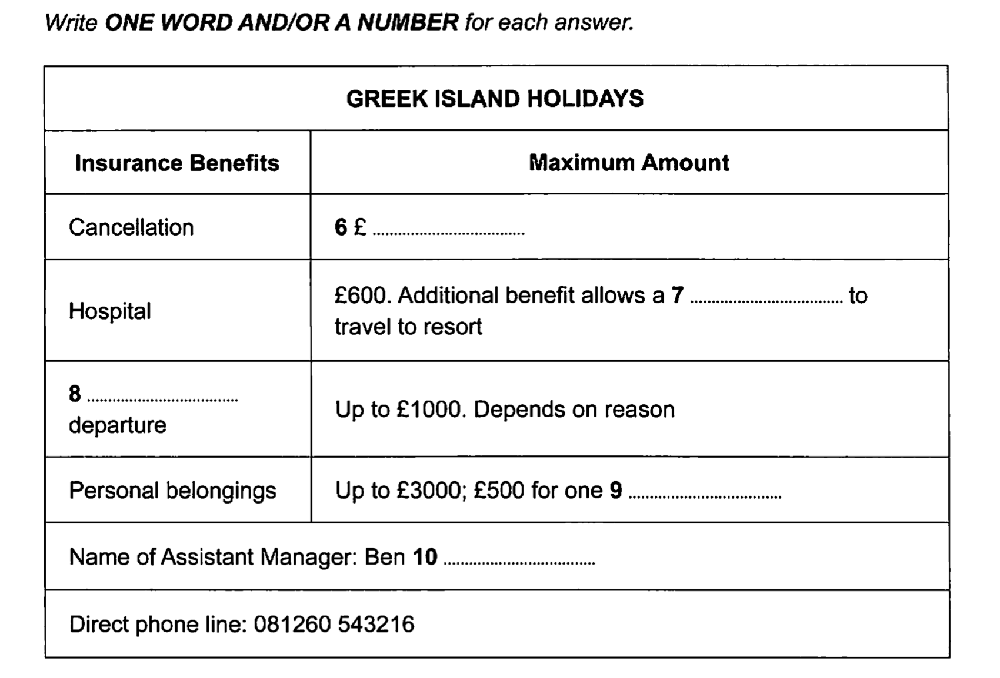 Write ONE WORD AND/OR A NUMBER for each answer.
GREEK ISLAND HOLIDAYS
Insurance Benefits
Maximum Amount
Cancellation
6 £ ....................................
Hospital
£600. Additional benefit allows a 7 .................................... to
travel to resort
8 ....................................
departure
Up to £1000. Depends on reason
Personal belongings
Up to £3000; £500 for one 9 ....................................
Name of Assistant Manager: Ben 10 ....................................
Direct phone line: 081260 543216